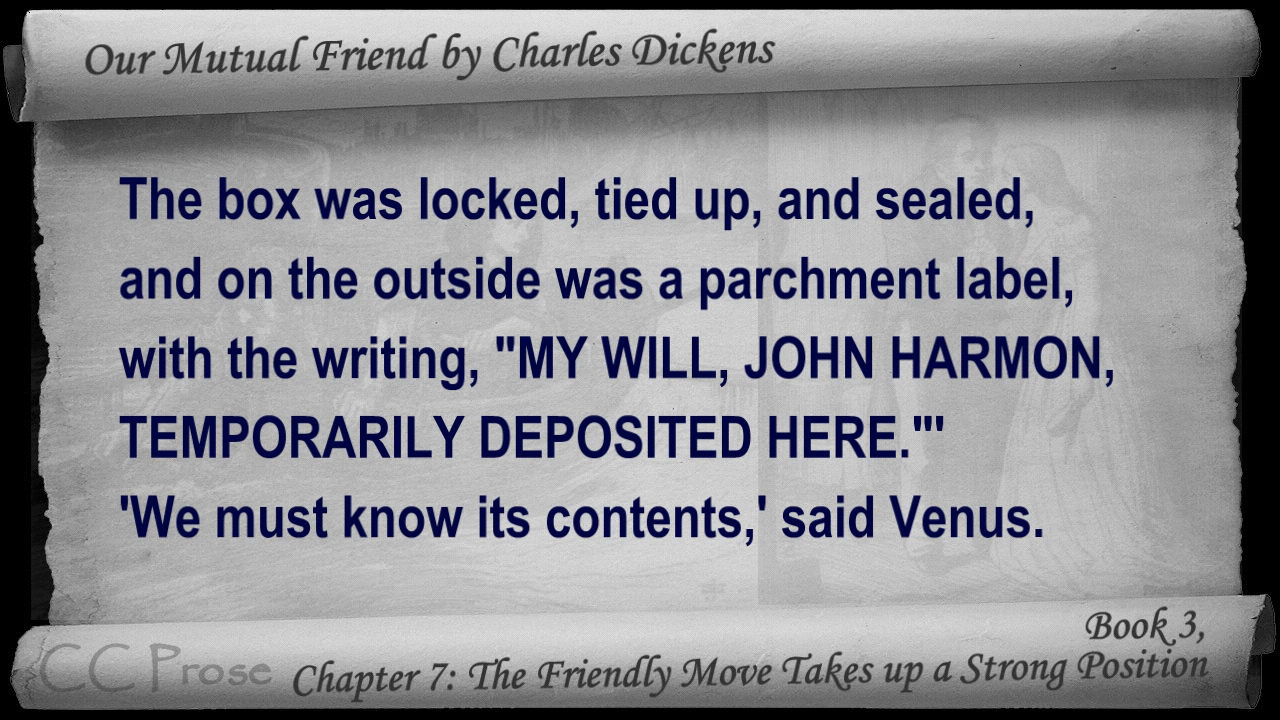 Our Mutual Friend by Charles Dickens
The box was locked, tied up, and sealed,
and on the outside was a parchment label,
with the writing, "MY WILL, JOHN HARMON,
TEMPORARILY DEPOSITED HERE."'
'We must know its contents,' said Venus.
Book 3,
CC Prose
Chapter 7: The Friendly Move Takes up a Strong Position